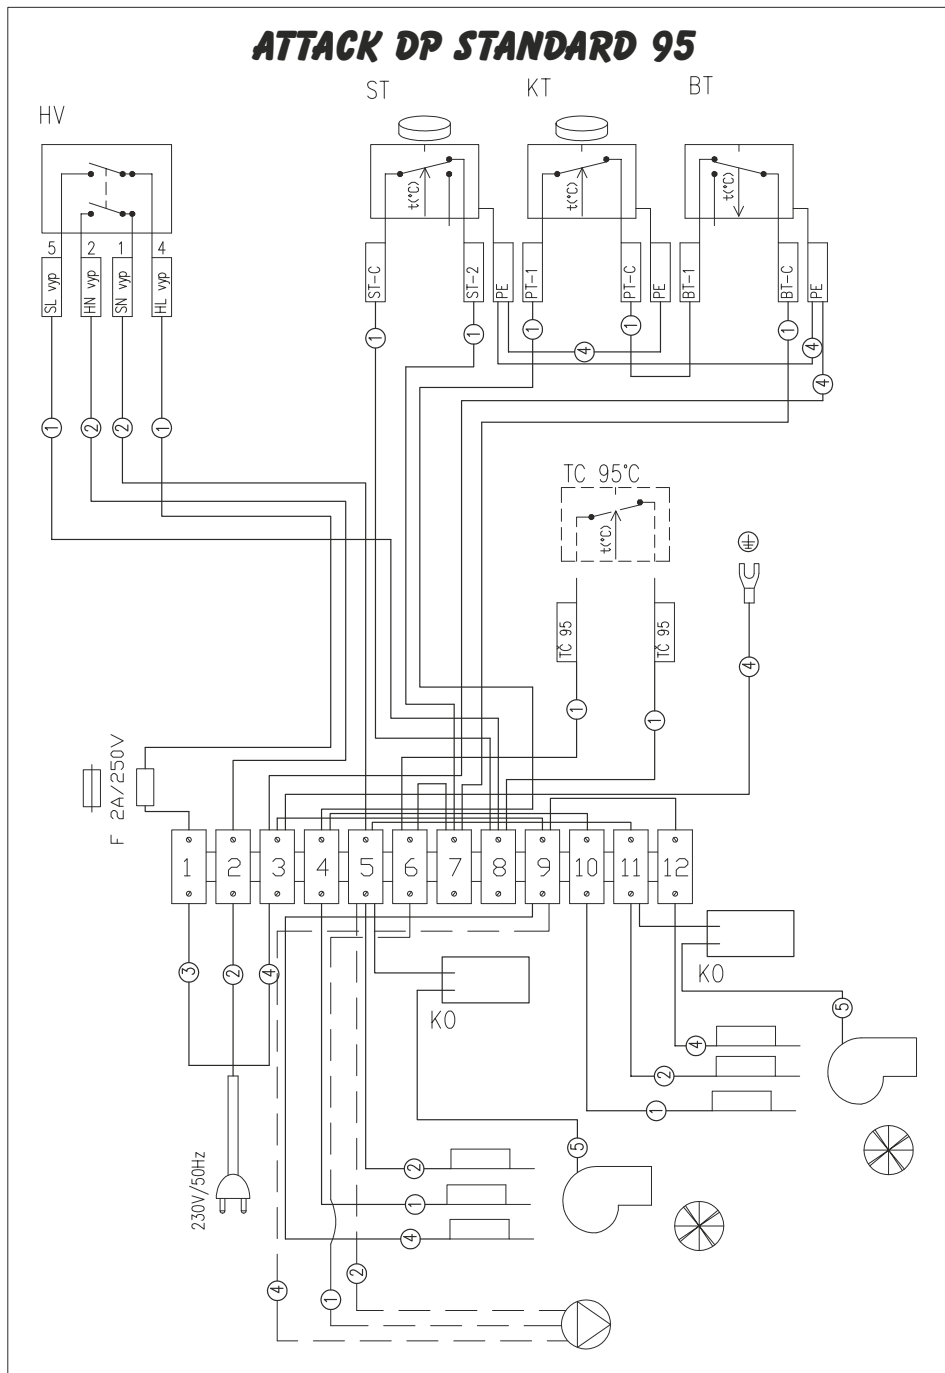 ATTACK DP STANDARD 95
HV
ST
KT
BT
t(°C)
t(°C)
t(°C)
5
2
1
4
SL vyp
HN vyp
SN vyp
HL vyp
ST-C
ST-2
PE
PT-1
PT-C
PE
BT-1
BT-C
PE
1
1
1
1
1
4
4
4
1
2
2
1
TC 95°C
t(°C)
TČ 95
TČ 95
4
1
1
F 2A/250V
1
2
3
4
5
6
7
8
9
10
11
12
3
2
4
KO
KO
5
4
2
1
5
2
1
4
230V/50Hz
4
1
2